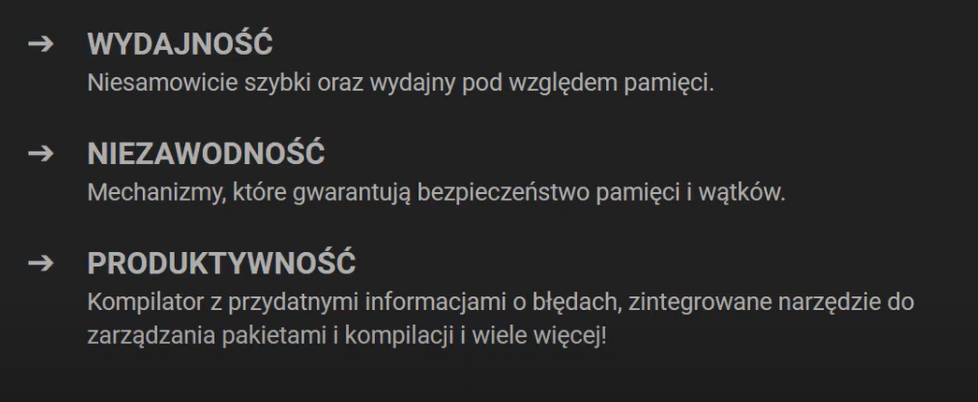 ➔ WYDAJNOŚĆ
Niesamowicie szybki oraz wydajny pod względem pamięci.
➔ NIEZAWODNOŚĆ
Mechanizmy, które gwarantują bezpieczeństwo pamięci i wątków.
➔ PRODUKTYWNOŚĆ
Kompilator z przydatnymi informacjami o błędach, zintegrowane narzędzie do
zarządzania pakietami i kompilacji i wiele więcej!